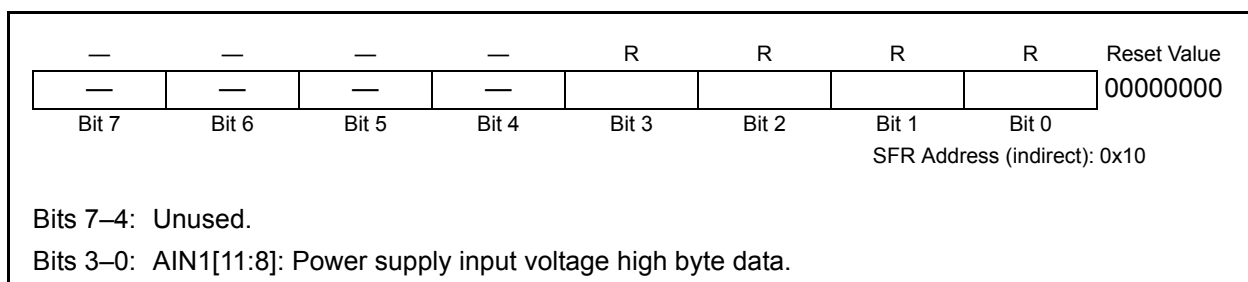 — — — — R R R R Reset Value
— — — — 00000000
Bit 7 Bit 6 Bit 5 Bit 4 Bit 3 Bit 2 Bit 1 Bit 0
SFR Address (indirect): 0x10
Bits 7–4: Unused.
Bits 3–0: AIN1[11:8]: Power supply input voltage high byte data.